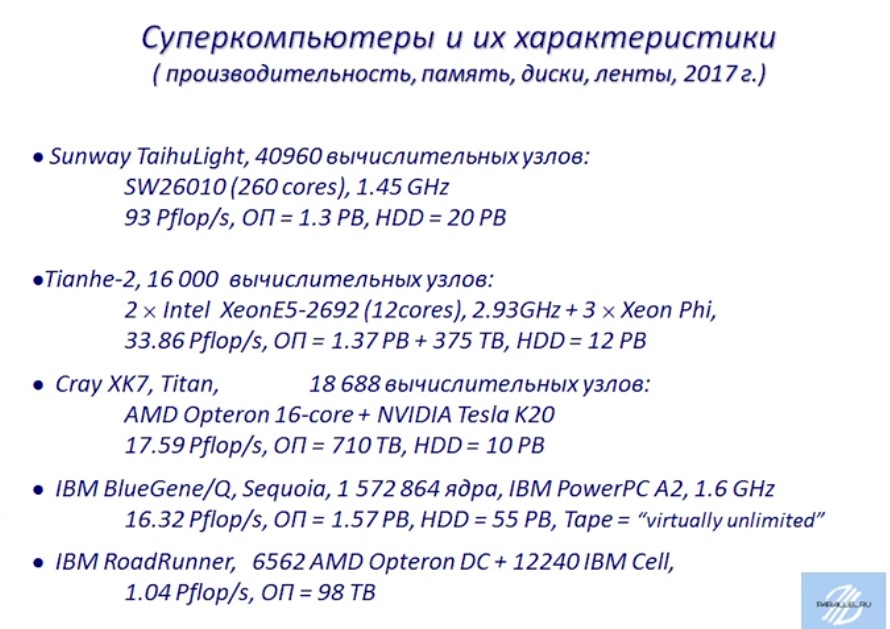 Суперкомпьютеры и их характеристики
( производительность, память, диски, ленты, 2017 г.)
● Sunway TaihuLight, 40960 вычислительных узлов:
SW26010 (260 cores), 1.45 GHz
93 Pflop/s, ОП = 1.3 PB, HDD = 20 PB
●Tianhe-2, 16 000 вычислительных узлов:
2 × Intel XeonE5-2692 (12cores), 2.93GHz + 3 × Xeon Phi,
33.86 Pflop/s, ОП = 1.37 PB + 375 TB, HDD = 12 PB
● Cray XK7, Titan, 18 688 вычислительных узлов:
AMD Opteron 16-core + NVIDIA Tesla K20
17.59 Pflop/s, ОП = 710 TB, HDD = 10 PB
● IBM BlueGene/Q, Sequoia, 1 572 864 ядра, IBM PowerPC A2, 1.6 GHz
16.32 Pflop/s, ОП = 1.57 PB, HDD = 55 PB, Tape = “virtually unlimited”
● IBM RoadRunner, 6562 AMD Opteron DC + 12240 IBM Cell,
1.04 Pflop/s, ОП = 98 TB
PARALLEL.RU